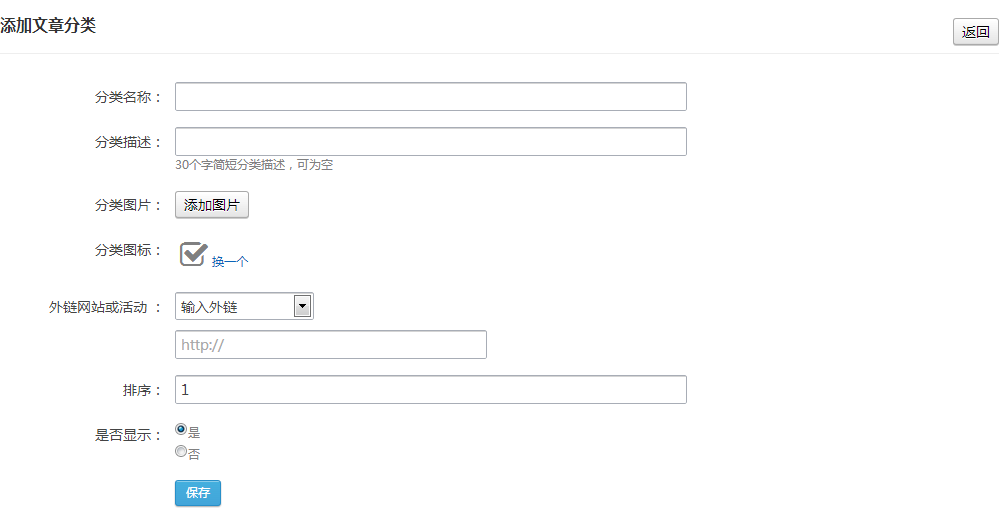 添加文章分类
返回
分类名称：
分类描述：
30个字简短分类描述，可为空
分类图片：
添加图片
分类图标：
换一个
外链网站或活动 ：
输入外链
http://
排序：
1
是否显示：
是
否
保存